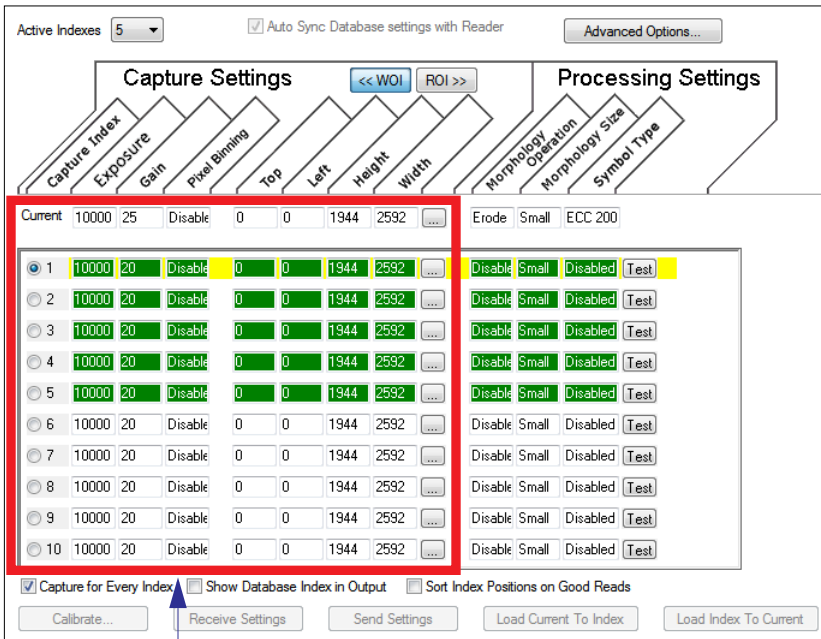 Active Indexes 5 Auto Sync Database settings with Reader Advanced Options...
Capture Settings << WOI ROI >> Processing Settings
Capture Index Exposure Gain Pixel Binning Top Left Height Width Morphology Operation Morphology Size Symbol Type
Current 10000 25 Disable 0 0 1944 2592 ... Erode Small ECC 200
1 10000 20 Disable 0 0 1944 2592 ... Disable Small Disabled Test
2 10000 20 Disable 0 0 1944 2592 ... Disable Small Disabled Test
3 10000 20 Disable 0 0 1944 2592 ... Disable Small Disabled Test
4 10000 20 Disable 0 0 1944 2592 ... Disable Small Disabled Test
5 10000 20 Disable 0 0 1944 2592 ... Disable Small Disabled Test
6 10000 20 Disable 0 0 1944 2592 ... Disable Small Disabled Test
7 10000 20 Disable 0 0 1944 2592 ... Disable Small Disabled Test
8 10000 20 Disable 0 0 1944 2592 ... Disable Small Disabled Test
9 10000 20 Disable 0 0 1944 2592 ... Disable Small Disabled Test
10 10000 20 Disable 0 0 1944 2592 ... Disable Small Disabled Test
Capture for Every Index Show Database Index in Output Sort Index Positions on Good Reads
Calibrate... Receive Settings Send Settings Load Current To Index Load Index To Current